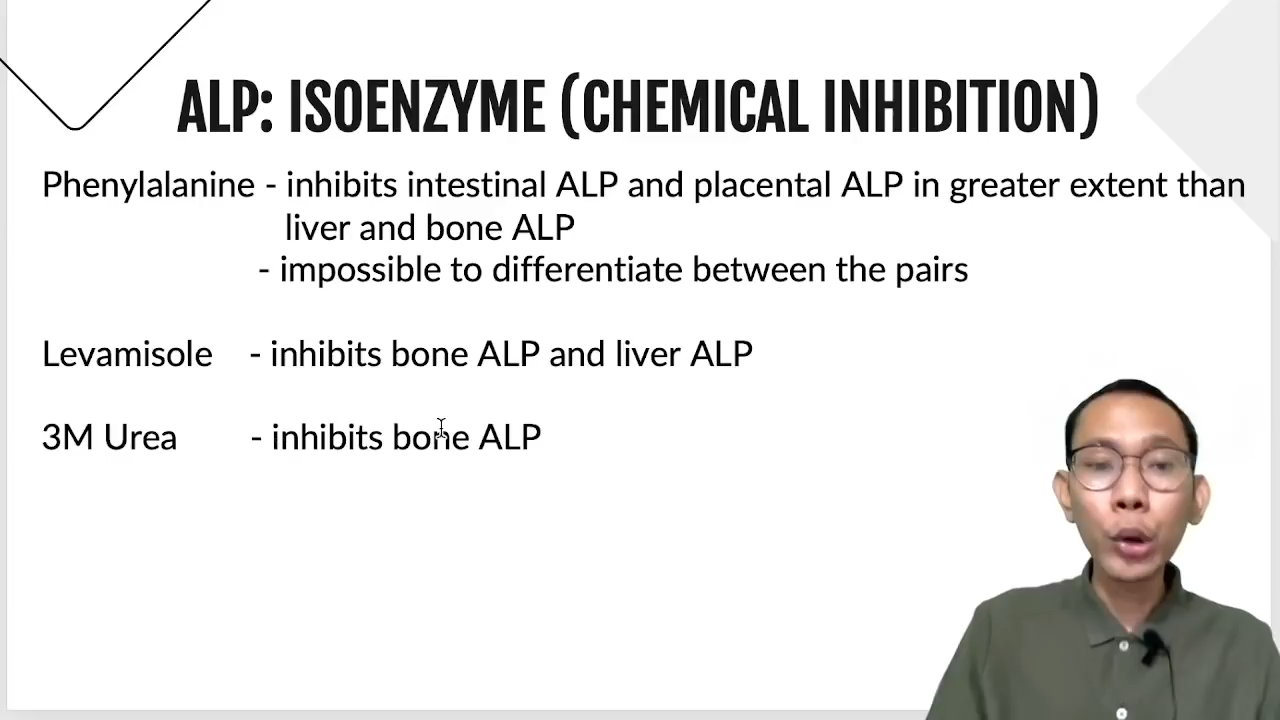 ALP: ISOENZYME (CHEMICAL INHIBITION)
Phenylalanine - inhibits intestinal ALP and placental ALP in greater extent than
liver and bone ALP
- impossible to differentiate between the pairs
Levamisole - inhibits bone ALP and liver ALP
3M Urea - inhibits bone ALP